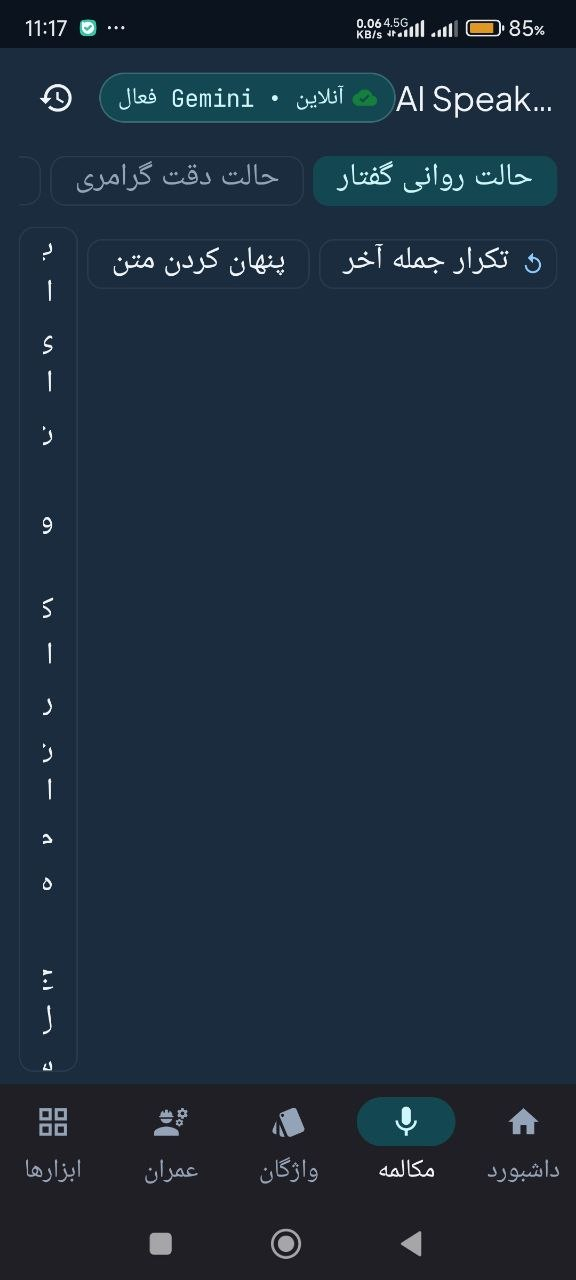 11:17 ... 0.06 KB/s 4.5G 85%
AI Speak... آنلاین • Gemini فعال
حالت روانی گفتار حالت دقت گرامری
تکرار جمله آخر پنهان کردن متن
پ
ا
ی
ا
ن
و
ک
ا
ر
ن
ا
م
ه
ج
ل
س
داشبورد مکالمه واژگان عمران ابزارها